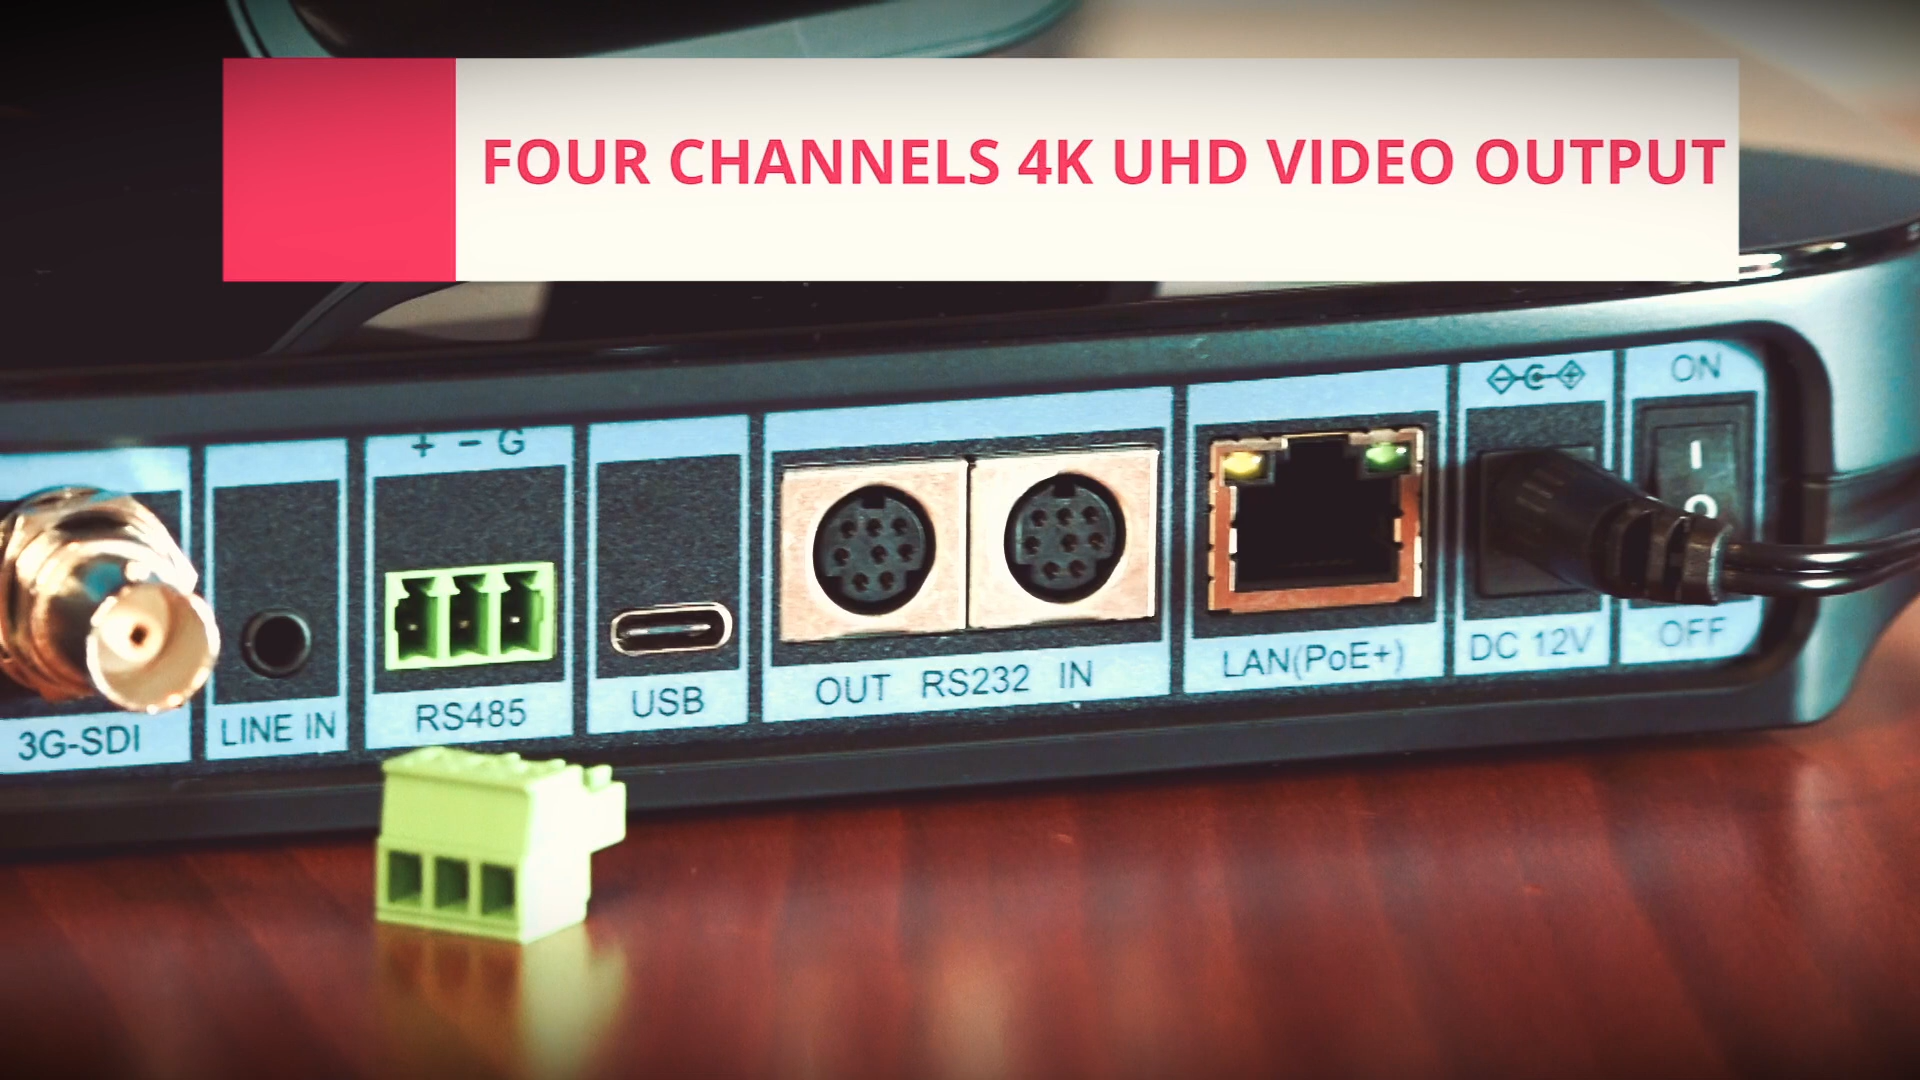 FOUR CHANNELS 4K UHD VIDEO OUTPUT
ON
+ - G
3G-SDI
LINE IN
RS485
USB
OUT RS232 IN
LAN(PoE+)
DC 12V
OFF